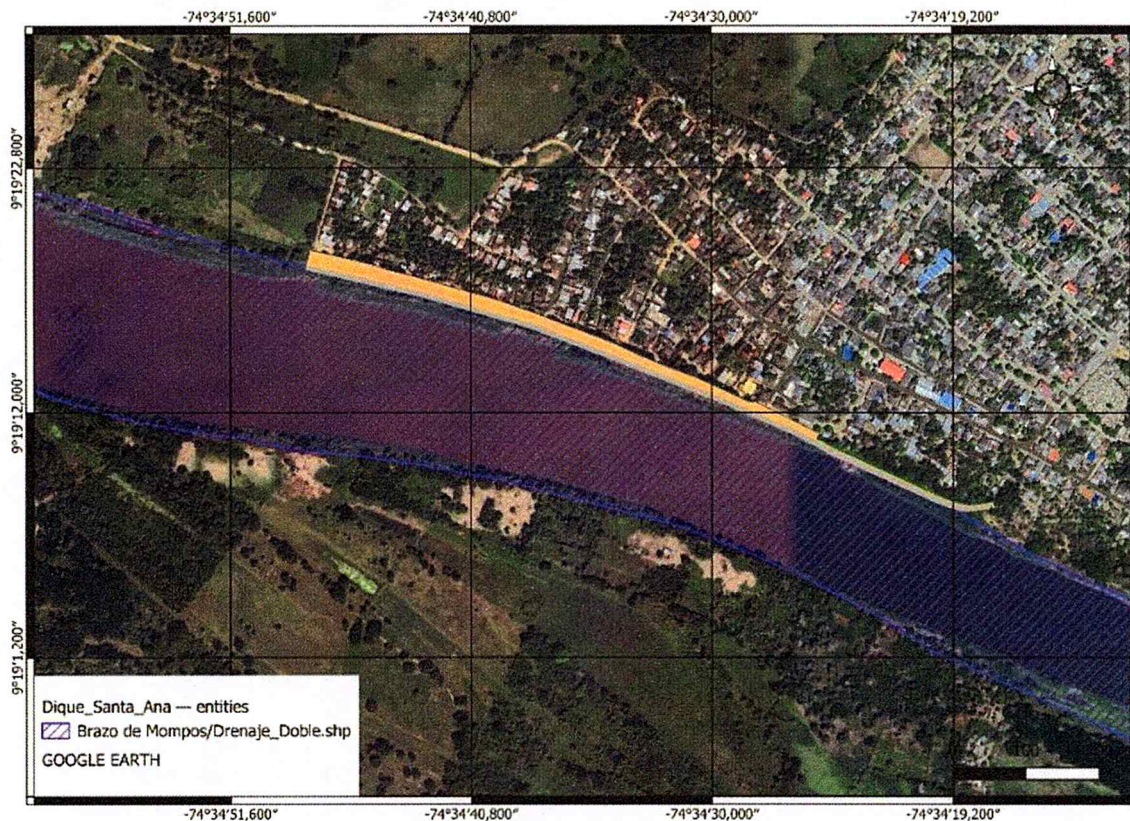 -74°34'51,600" -74°34'40,800" -74°34'30,000" -74°34'19,200"
9°19'22,800"
9°19'12,000"
9°19'1,200"
Dique_Santa_Ana — entities
Brazo de Mompos/Drenaje_Doble.shp
GOOGLE EARTH
-74°34'51,600" -74°34'40,800" -74°34'30,000" -74°34'19,200"